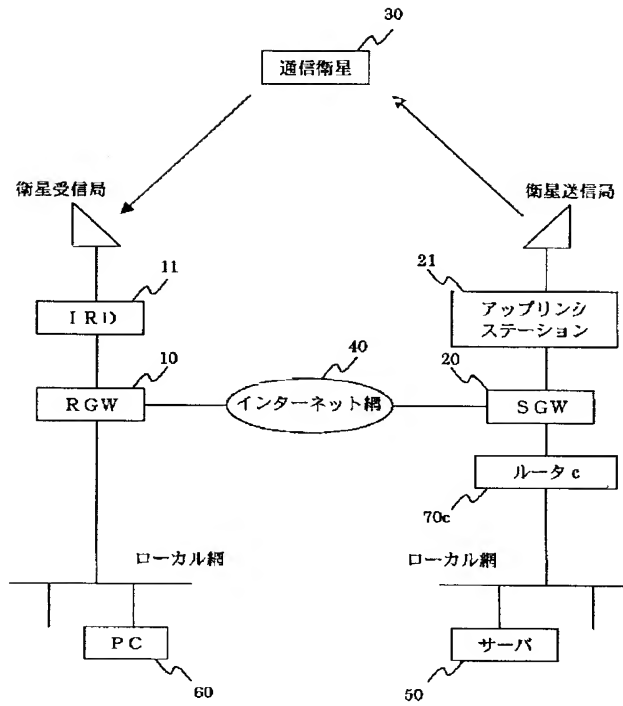 30
通信衛星
衛星受信局
衛星送信局
11
21
IRD
アップリンク
ステーション
10
40
20
RGW
インターネット網
SGW
ルータc
70c
ローカル網
ローカル網
PC
サーバ
60
50